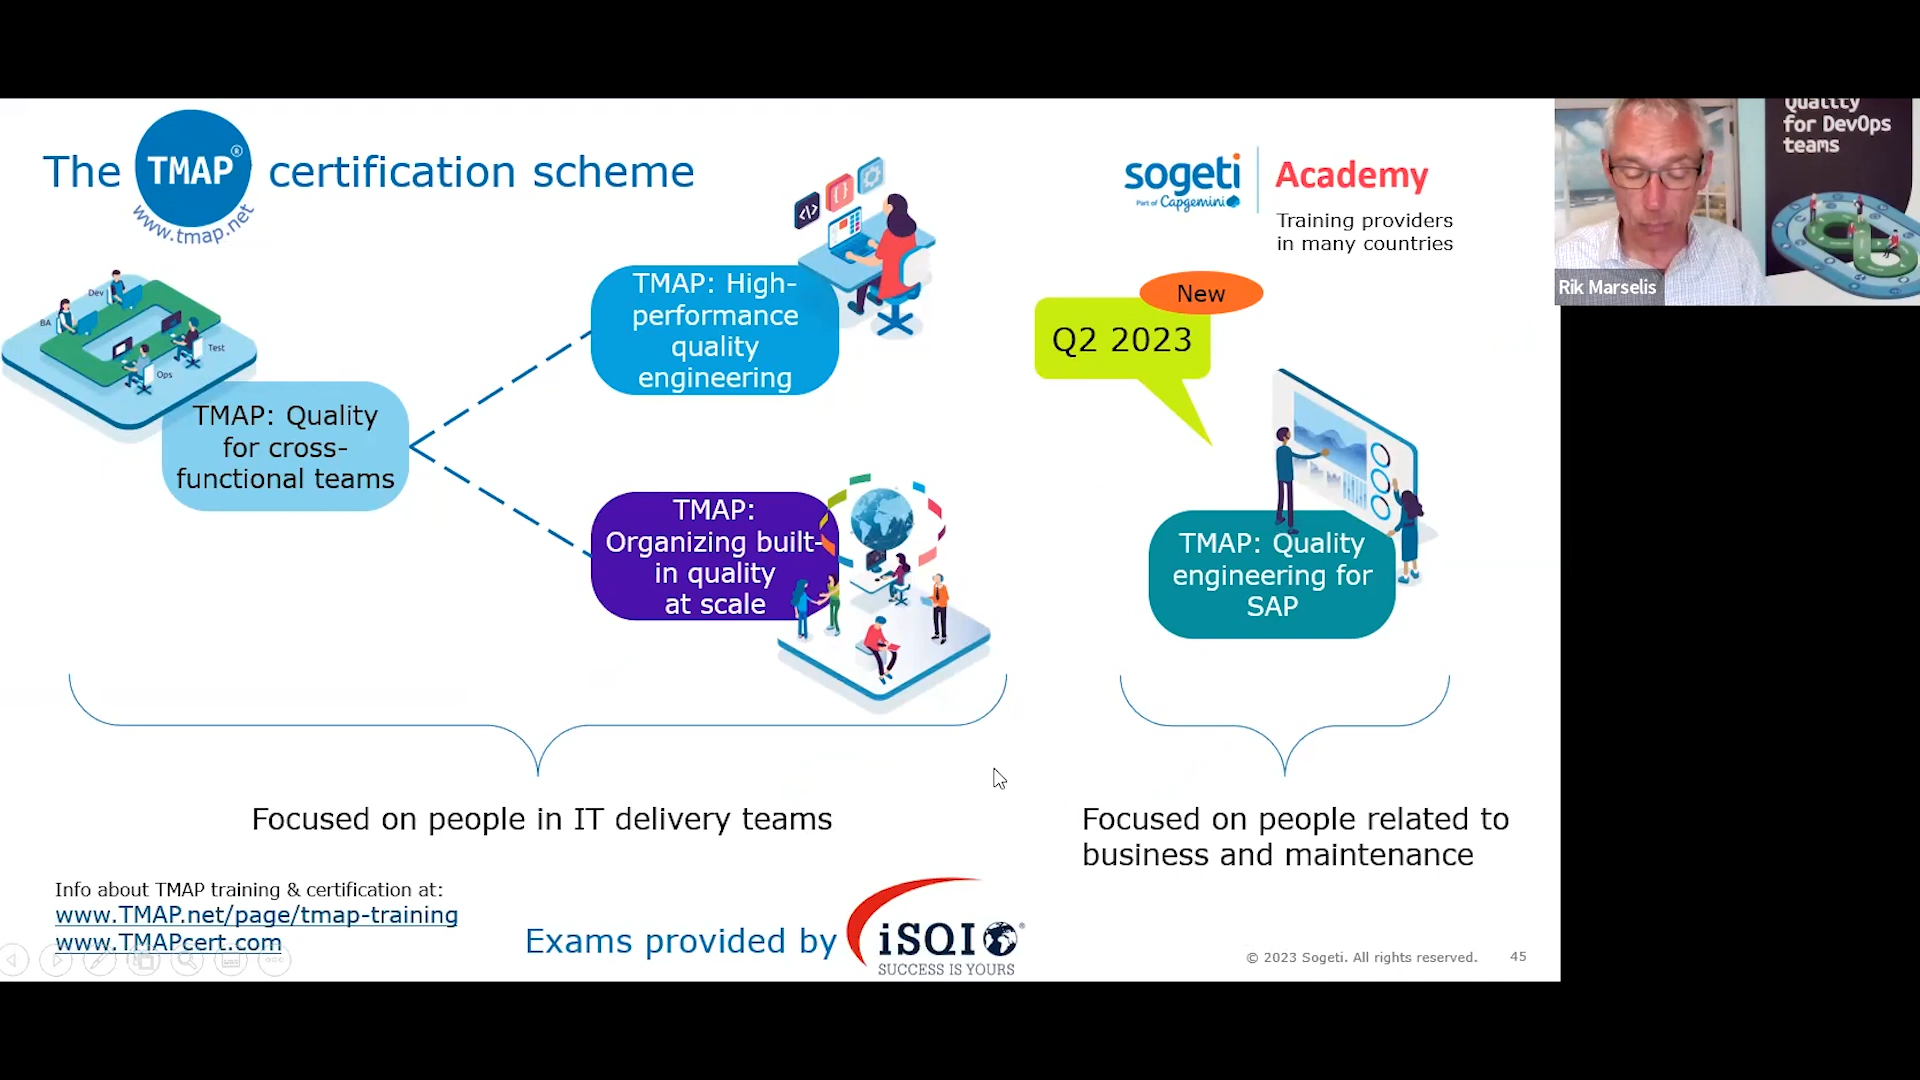 The TMAP® certification scheme
www.tmap.net
sogeti
Part of Capgemini
Academy
Training providers
in many countries
Quality
for DevOps
teams
Rik Marselis
Dev
BA
Test
Ops
TMAP: Quality
for cross-
functional teams
TMAP: High-
performance
quality
engineering
TMAP:
Organizing built-
in quality
at scale
New
Q2 2023
TMAP: Quality
engineering for
SAP
Focused on people in IT delivery teams
Focused on people related to
business and maintenance
Info about TMAP training & certification at:
www.TMAP.net/page/tmap-training
www.TMAPcert.com
Exams provided by
iSQI®
SUCCESS IS YOURS
© 2023 Sogeti. All rights reserved.
45